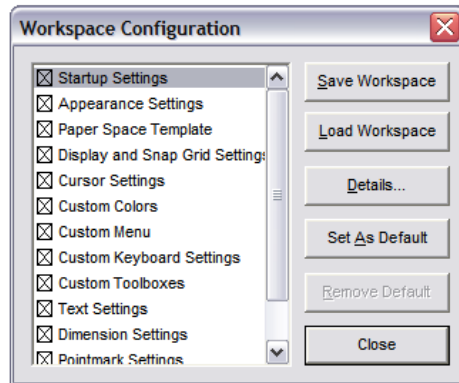 Workspace Configuration
Startup Settings
Appearance Settings
Paper Space Template
Display and Snap Grid Settings
Cursor Settings
Custom Colors
Custom Menu
Custom Keyboard Settings
Custom Toolboxes
Text Settings
Dimension Settings
Pointmark Settings
Save Workspace
Load Workspace
Details...
Set As Default
Remove Default
Close